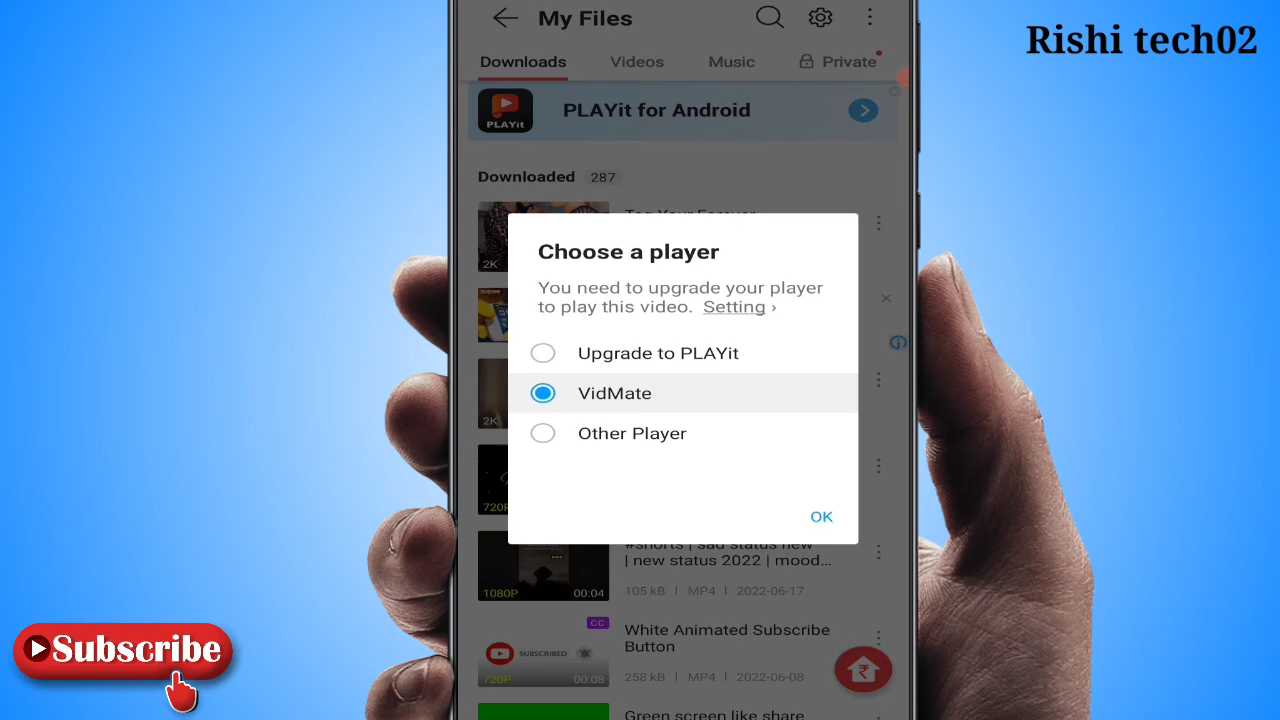 My Files
Rishi tech02
Downloads
Videos
Music
Private
PLAYit
PLAYit for Android
Downloaded 287
2K
Choose a player
You need to upgrade your player
to play this video. Setting ›
Upgrade to PLAYit
VidMate
2K
Other Player
720P
OK
#shorts | sad status new
| new status 2022 | mood...
1080P
00:04
105 kB | MP4 | 2022-06-17
CC
White Animated Subscribe
Button
SUBSCRIBED
720P
00:08
258 kB | MP4 | 2022-06-08
₹
Subscribe
Green screen like share